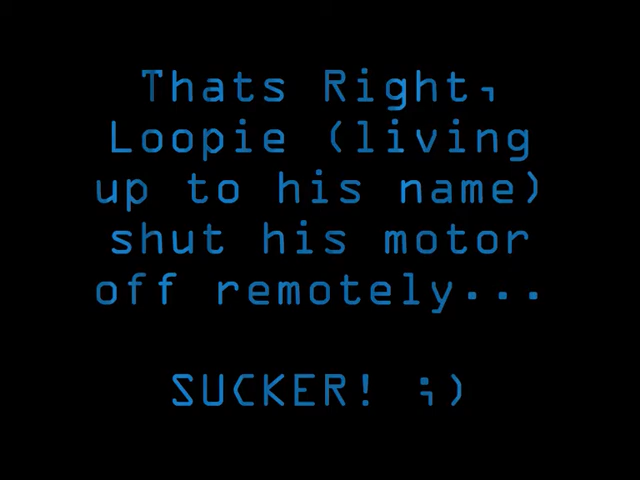 Thats Right,
Loopie (living
up to his name)
shut his motor
off remotely...
SUCKER! ;)